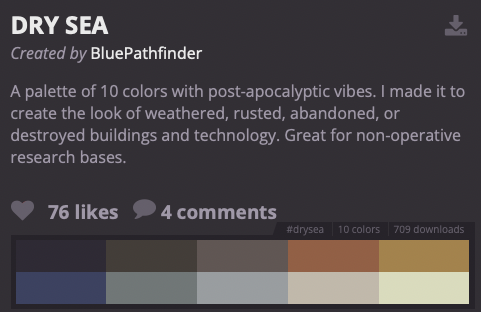 DRY SEA
Created by BluePathfinder
A palette of 10 colors with post-apocalyptic vibes. I made it to
create the look of weathered, rusted, abandoned, or
destroyed buildings and technology. Great for non-operative
research bases.
76 likes 4 comments
#drysea 10 colors 709 downloads